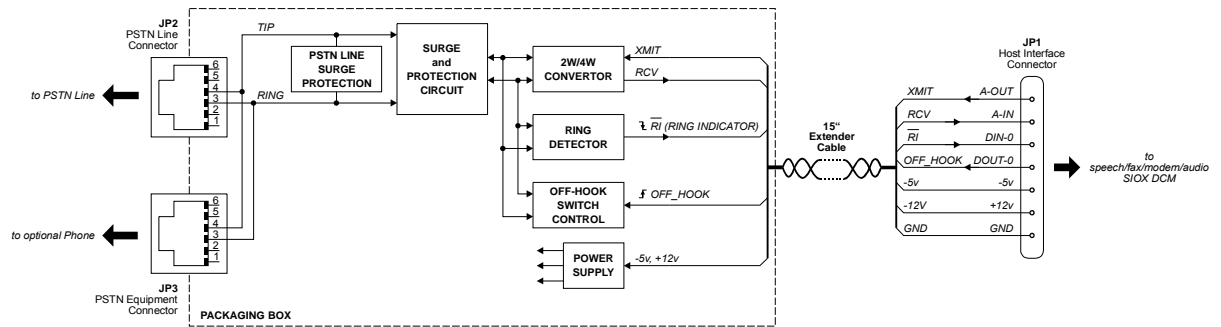 JP2
PSTN Line
Connector
6
5
4
3
2
1
to PSTN Line
TIP
RING
PSTN LINE
SURGE
PROTECTION
SURGE
and
PROTECTION
CIRCUIT
2W/4W
CONVERTOR
XMIT
RCV
RING
DETECTOR
RI (RING INDICATOR)
OFF-HOOK
SWITCH
CONTROL
OFF_HOOK
POWER
SUPPLY
-5v, +12v
6
5
4
3
2
1
to optional Phone
JP3
PSTN Equipment
Connector
PACKAGING BOX
15"
Extender
Cable
JP1
Host Interface
Connector
XMIT A-OUT
RCV A-IN
RI DIN-0
OFF_HOOK DOUT-0
-5v -5v
-12V +12v
GND GND
to
speech/fax/modem/audio
SIOX DCM